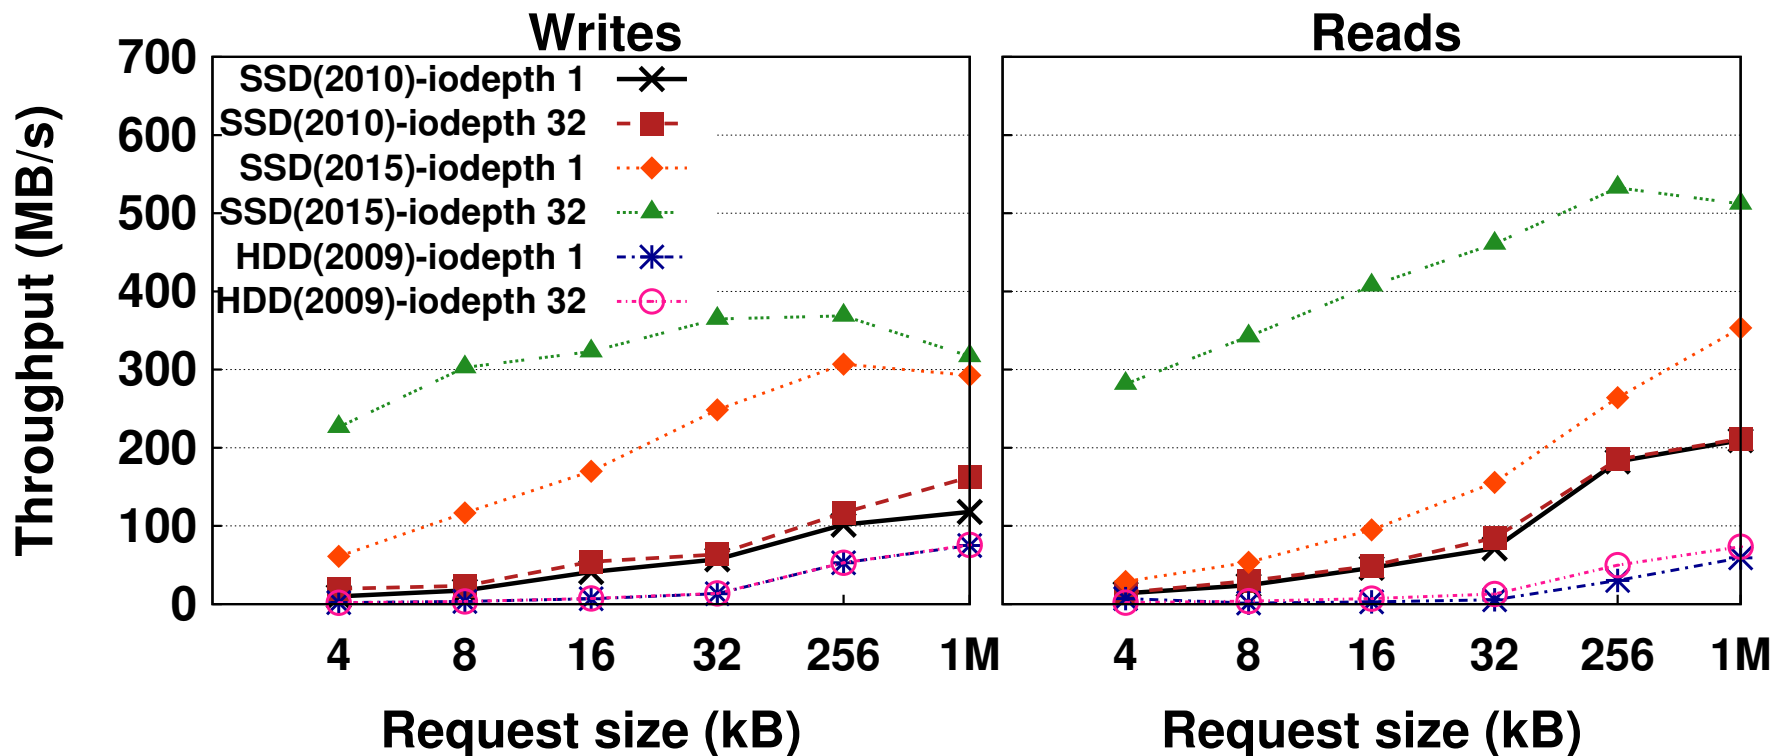 Writes
Reads
Throughput (MB/s)
700
600
500
400
300
200
100
0
SSD(2010)-iodepth 1
SSD(2010)-iodepth 32
SSD(2015)-iodepth 1
SSD(2015)-iodepth 32
HDD(2009)-iodepth 1
HDD(2009)-iodepth 32
4 8 16 32 256 1M
4 8 16 32 256 1M
Request size (kB)
Request size (kB)